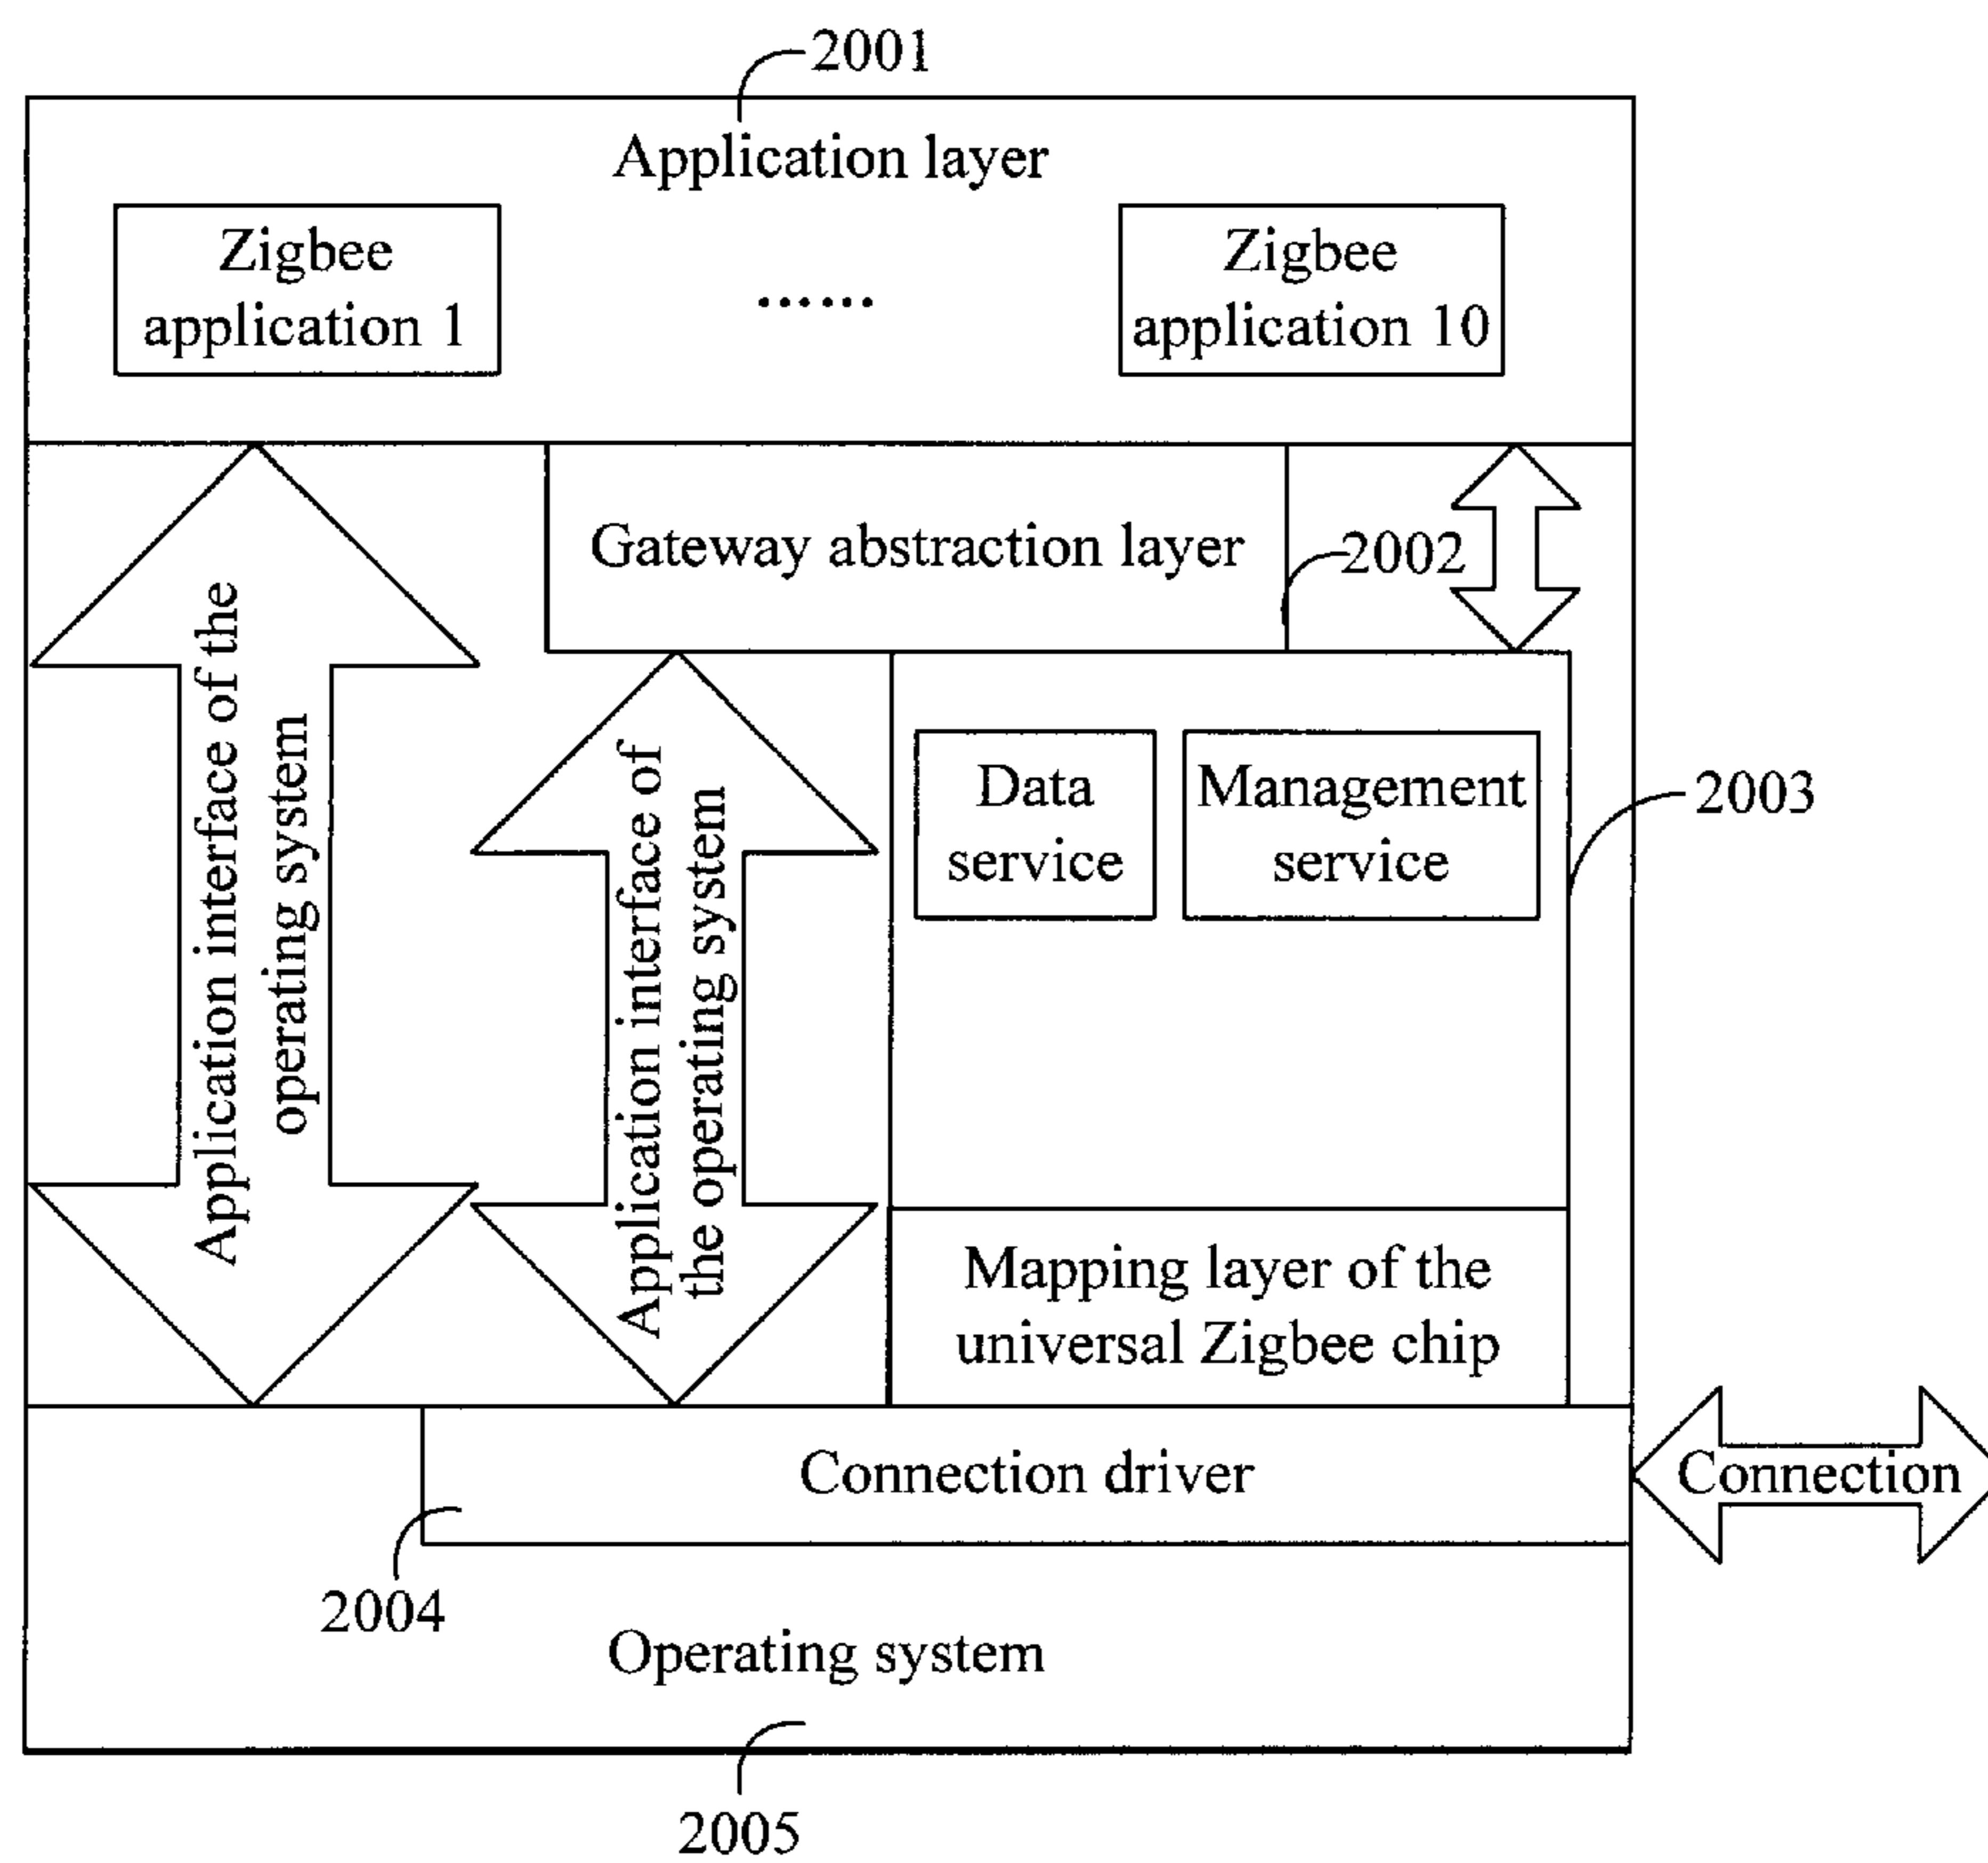 2001
Application layer
Zigbee
application 1
......
Zigbee
application 10
Gateway abstraction layer
2002
Application interface of the
operating system
Application interface of
the operating system
Data
service
Management
service
2003
Mapping layer of the
universal Zigbee chip
Connection driver
Connection
2004
Operating system
2005